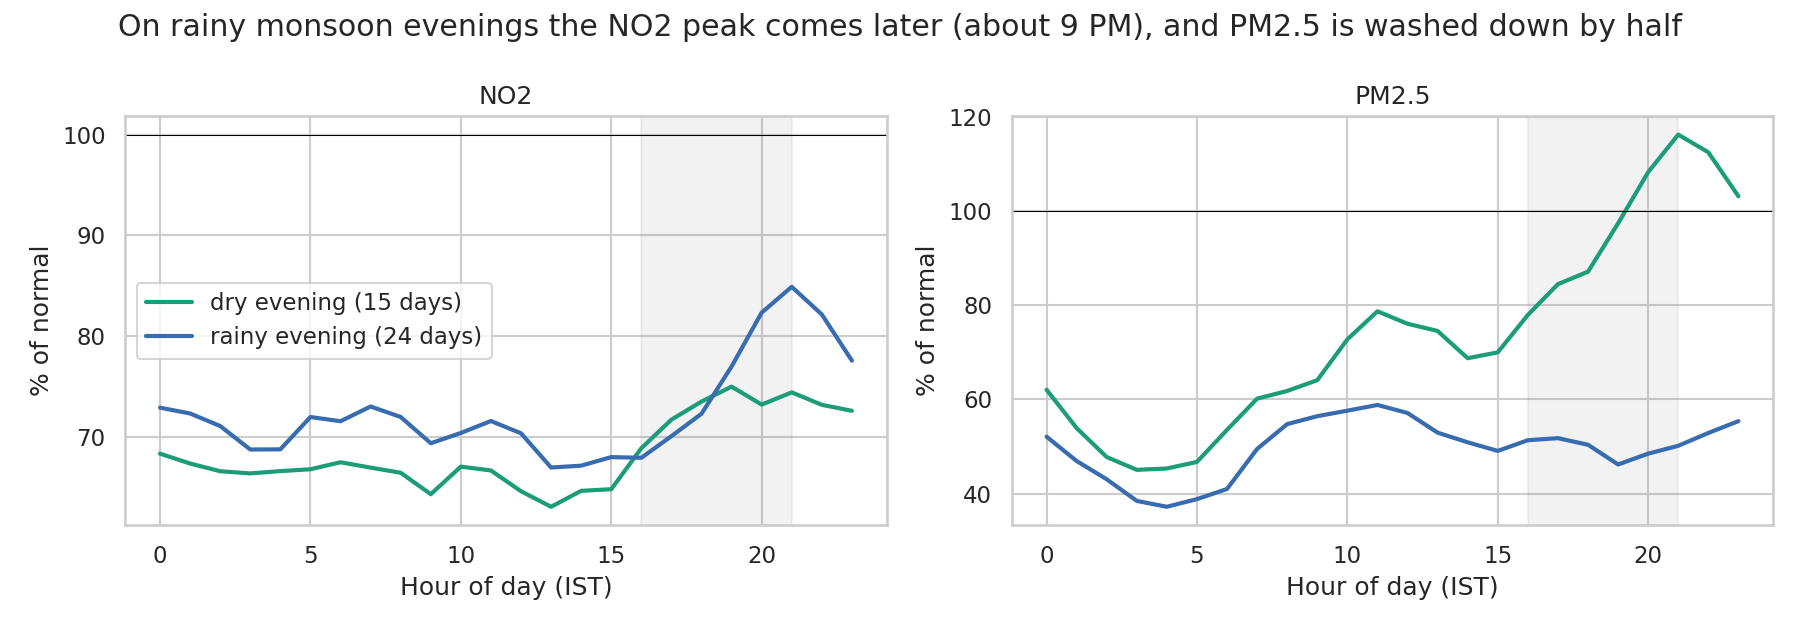 On rainy monsoon evenings the NO2 peak comes later (about 9 PM), and PM2.5 is washed down by half
NO2
% of normal
100
90
80
70
dry evening (15 days)
rainy evening (24 days)
0 5 10 15 20
Hour of day (IST)
PM2.5
% of normal
120
100
80
60
40
0 5 10 15 20
Hour of day (IST)